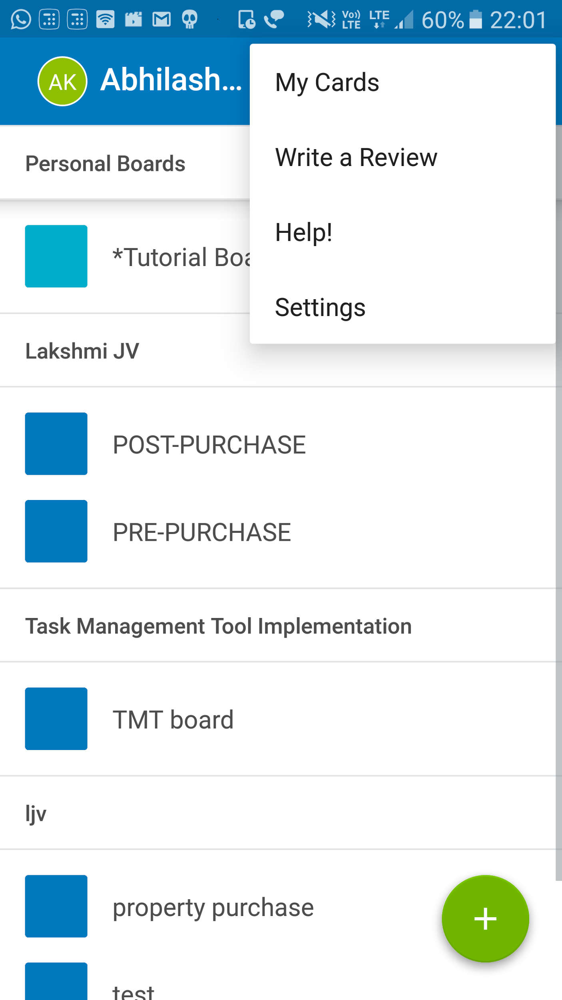 Vo)) LTE LTE 60% 22:01
AK Abhilash...
My Cards
Write a Review
Help!
Settings
Personal Boards
*Tutorial Boa
Lakshmi JV
POST-PURCHASE
PRE-PURCHASE
Task Management Tool Implementation
TMT board
ljv
property purchase
test